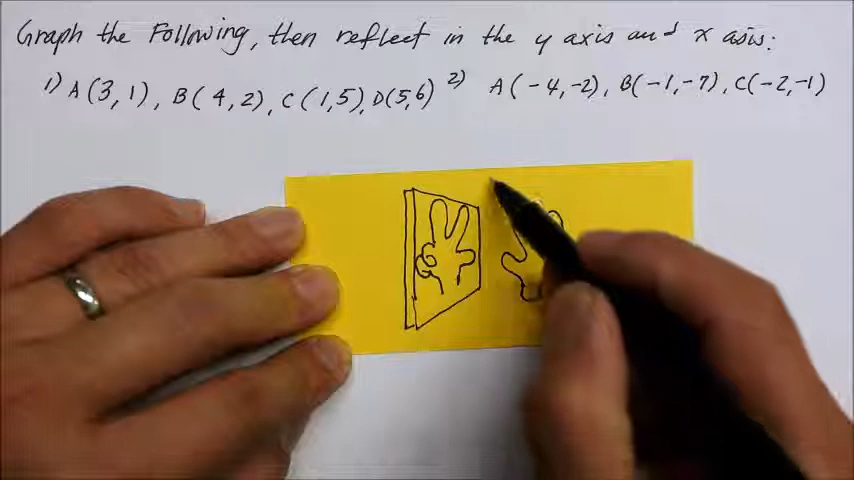 Graph the Following, then reflect in the y axis and x asis:
1) A(3,1), B(4,2), C(1,5), D(5,6) 2) A(-4,-2), B(-1,-7), C(-2,-1)